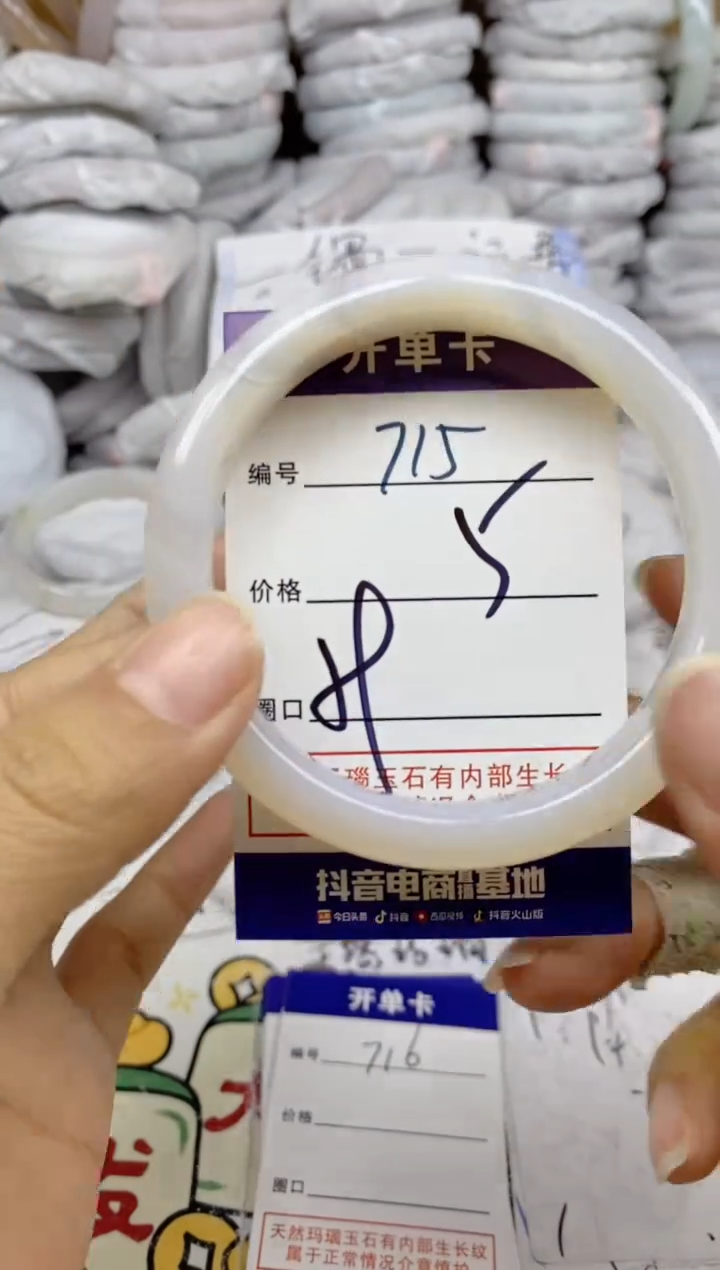 开单卡
编号 715
价格 5
圈口 8
瑙玉石有内部生长
抖音电商直播基地
今日头条 抖音 西瓜视频 抖音火山版
开单卡
编号 716
价格
圈口
天然玛瑙玉石有内部生长纹
属于正常情况介意慎拍
发